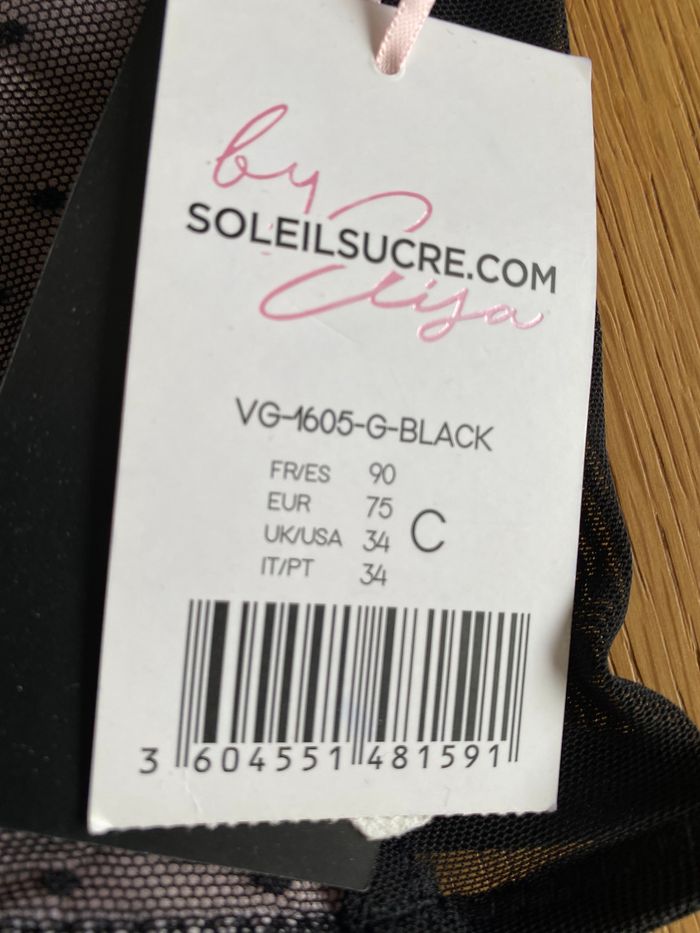 by
SOLEILSUCRE.COM
Elisa
VG-1605-G-BLACK
FR/ES 90
EUR 75
UK/USA 34 C
IT/PT 34
3 604551 481591